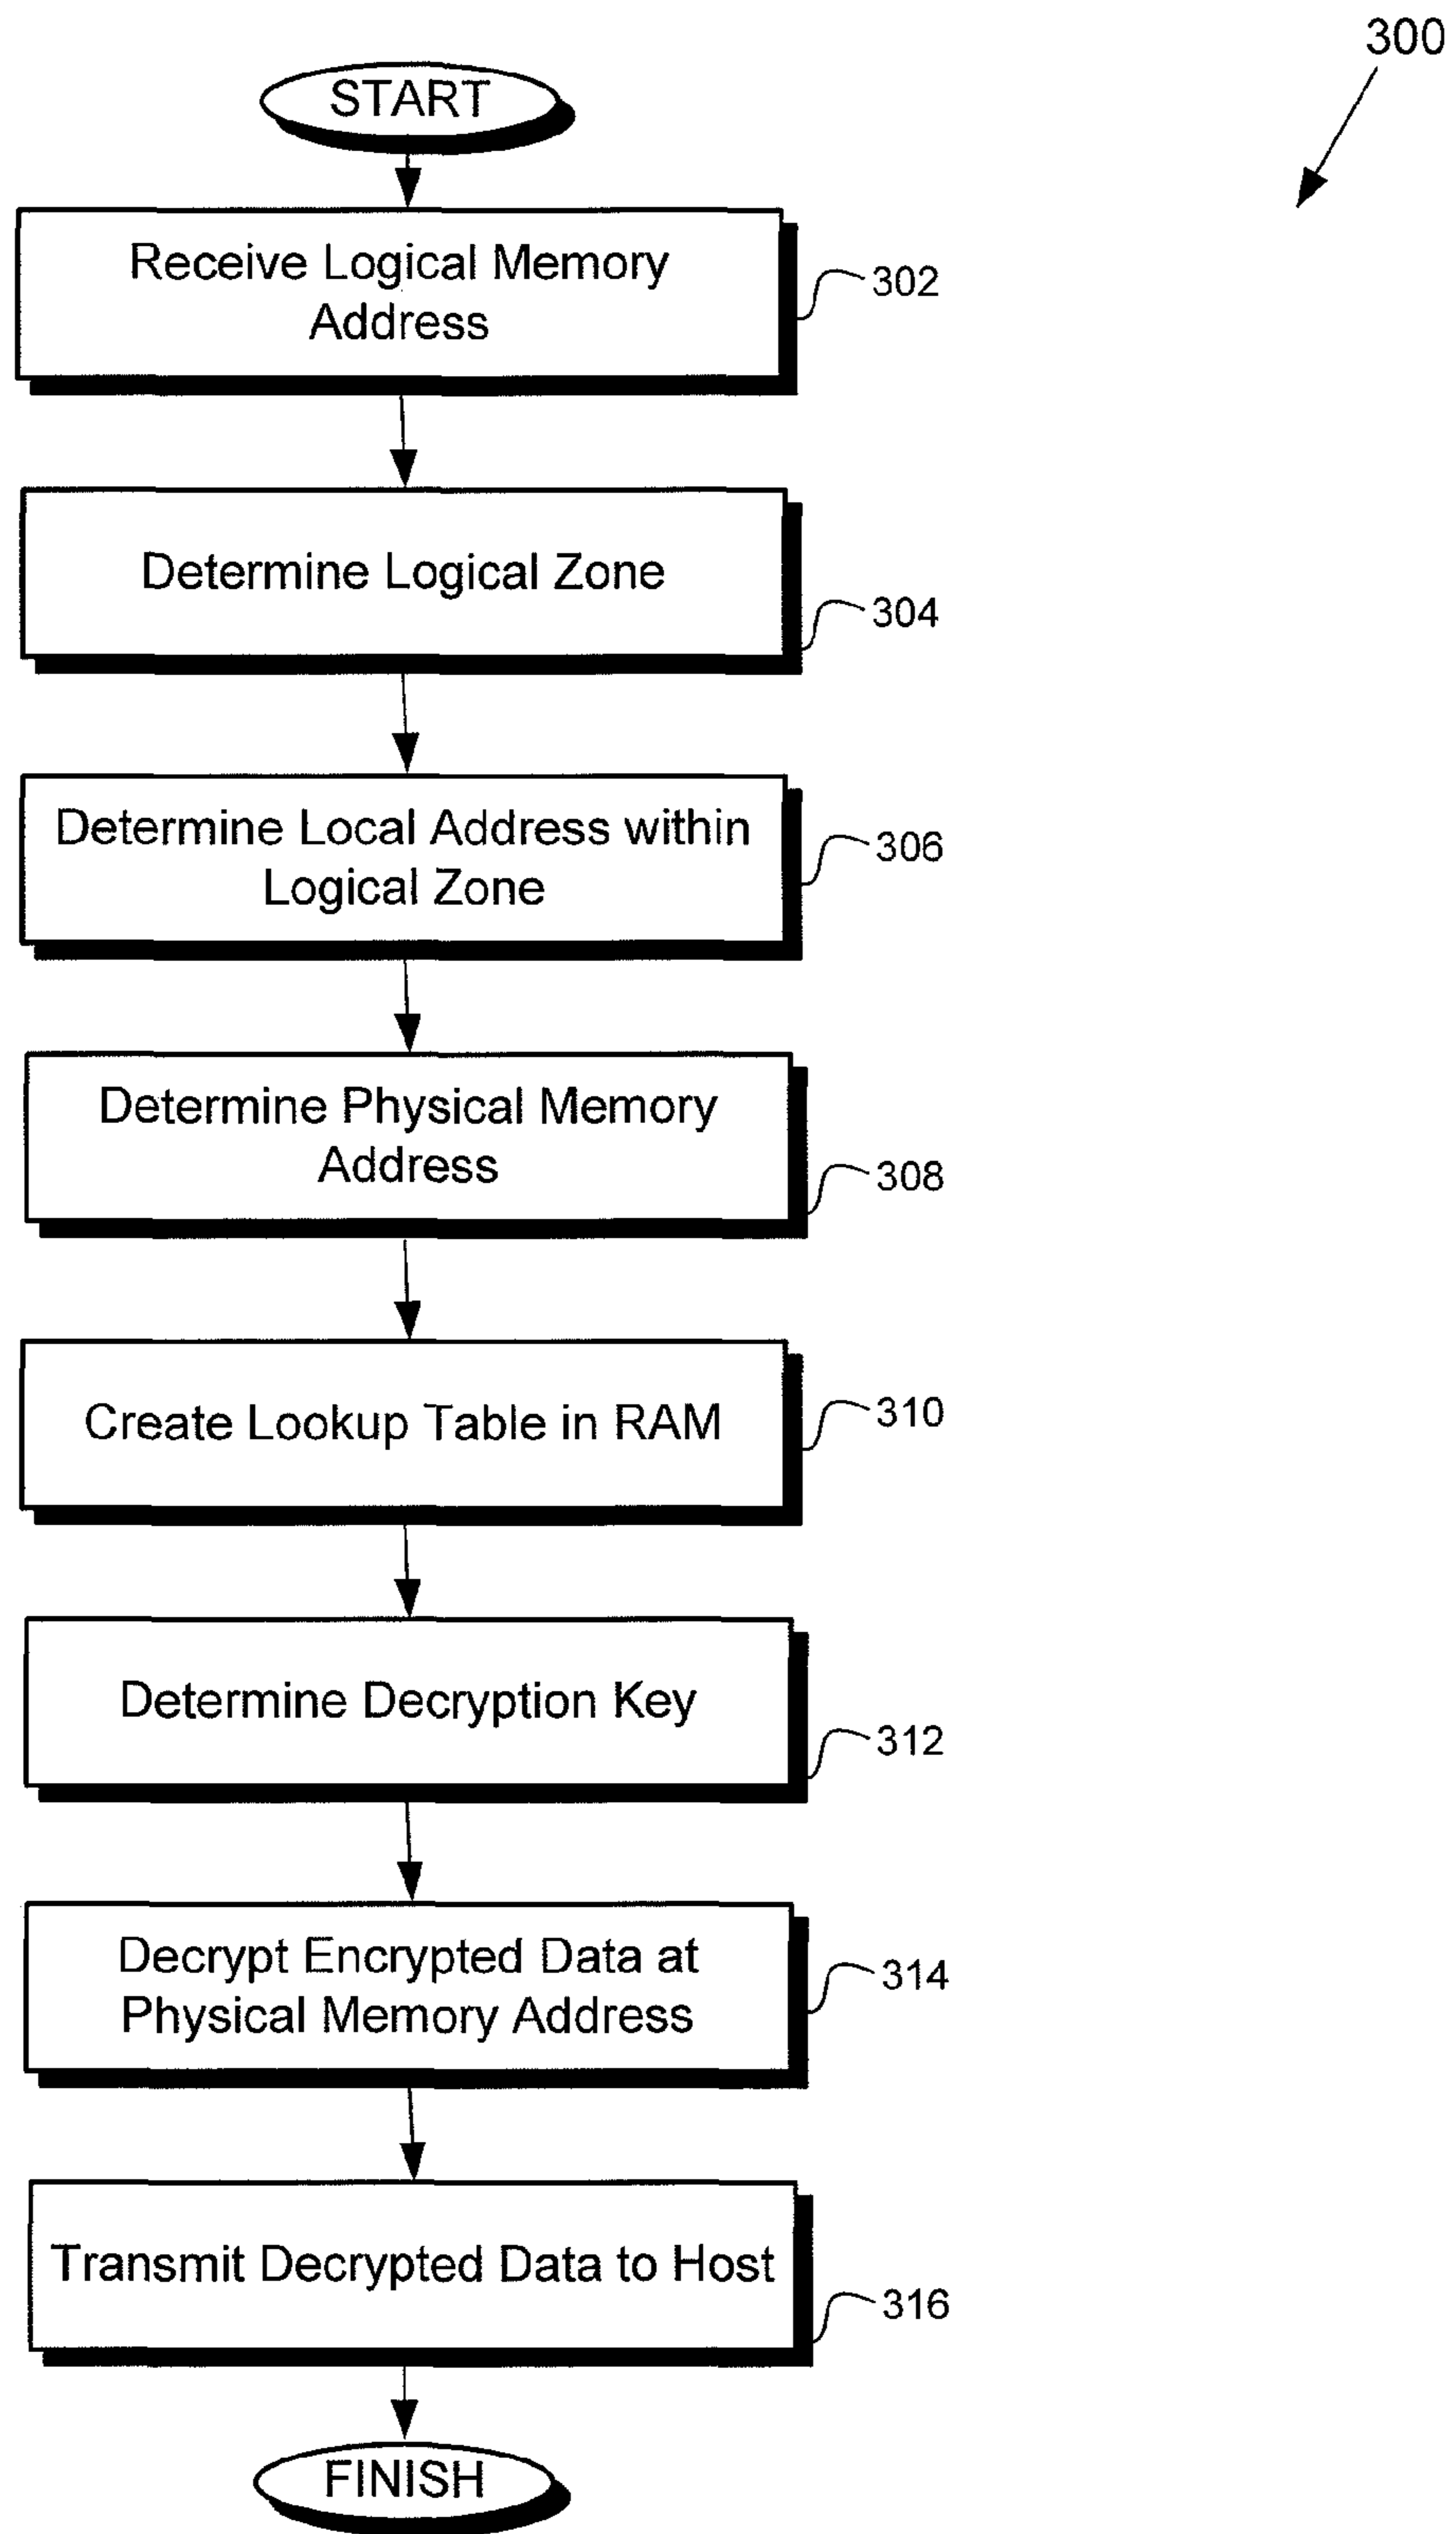 300
START
Receive Logical Memory
Address
302
Determine Logical Zone
304
Determine Local Address within
Logical Zone
306
Determine Physical Memory
Address
308
Create Lookup Table in RAM
310
Determine Decryption Key
312
Decrypt Encrypted Data at
Physical Memory Address
314
Transmit Decrypted Data to Host
316
FINISH